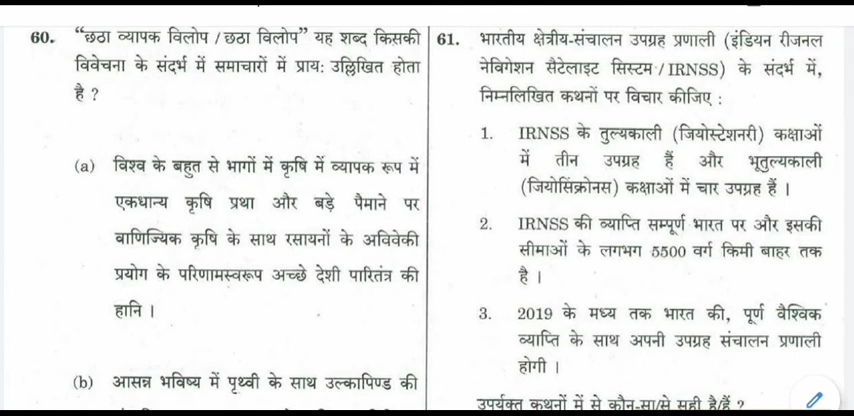 60. “छठा व्यापक विलोप / छठा विलोप” यह शब्द किसकी
विवेचना के संदर्भ में समाचारों में प्राय: उल्लिखित होता
है ?
(a) विश्व के बहुत से भागों में कृषि में व्यापक रूप में
एकधान्य कृषि प्रथा और बड़े पैमाने पर
वाणिज्यिक कृषि के साथ रसायनों के अविवेकी
प्रयोग के परिणामस्वरूप अच्छे देशी पारितंत्र की
हानि ।
(b) आसन्न भविष्य में पृथ्वी के साथ उल्कापिण्ड की
61. भारतीय क्षेत्रीय-संचालन उपग्रह प्रणाली (इंडियन रीजनल
नेविगेशन सैटेलाइट सिस्टम / IRNSS) के संदर्भ में,
निम्नलिखित कथनों पर विचार कीजिए :
1. IRNSS के तुल्यकाली (जियोस्टेशनरी) कक्षाओं
में तीन उपग्रह हैं और भूतुल्यकाली
(जियोसिंक्रोनस) कक्षाओं में चार उपग्रह हैं ।
2. IRNSS की व्याप्ति सम्पूर्ण भारत पर और इसकी
सीमाओं के लगभग 5500 वर्ग किमी बाहर तक
है ।
3. 2019 के मध्य तक भारत की, पूर्ण वैश्विक
व्याप्ति के साथ अपनी उपग्रह संचालन प्रणाली
होगी ।
उपर्युक्त कथनों में से कौन-सा/से सही है/हैं ?